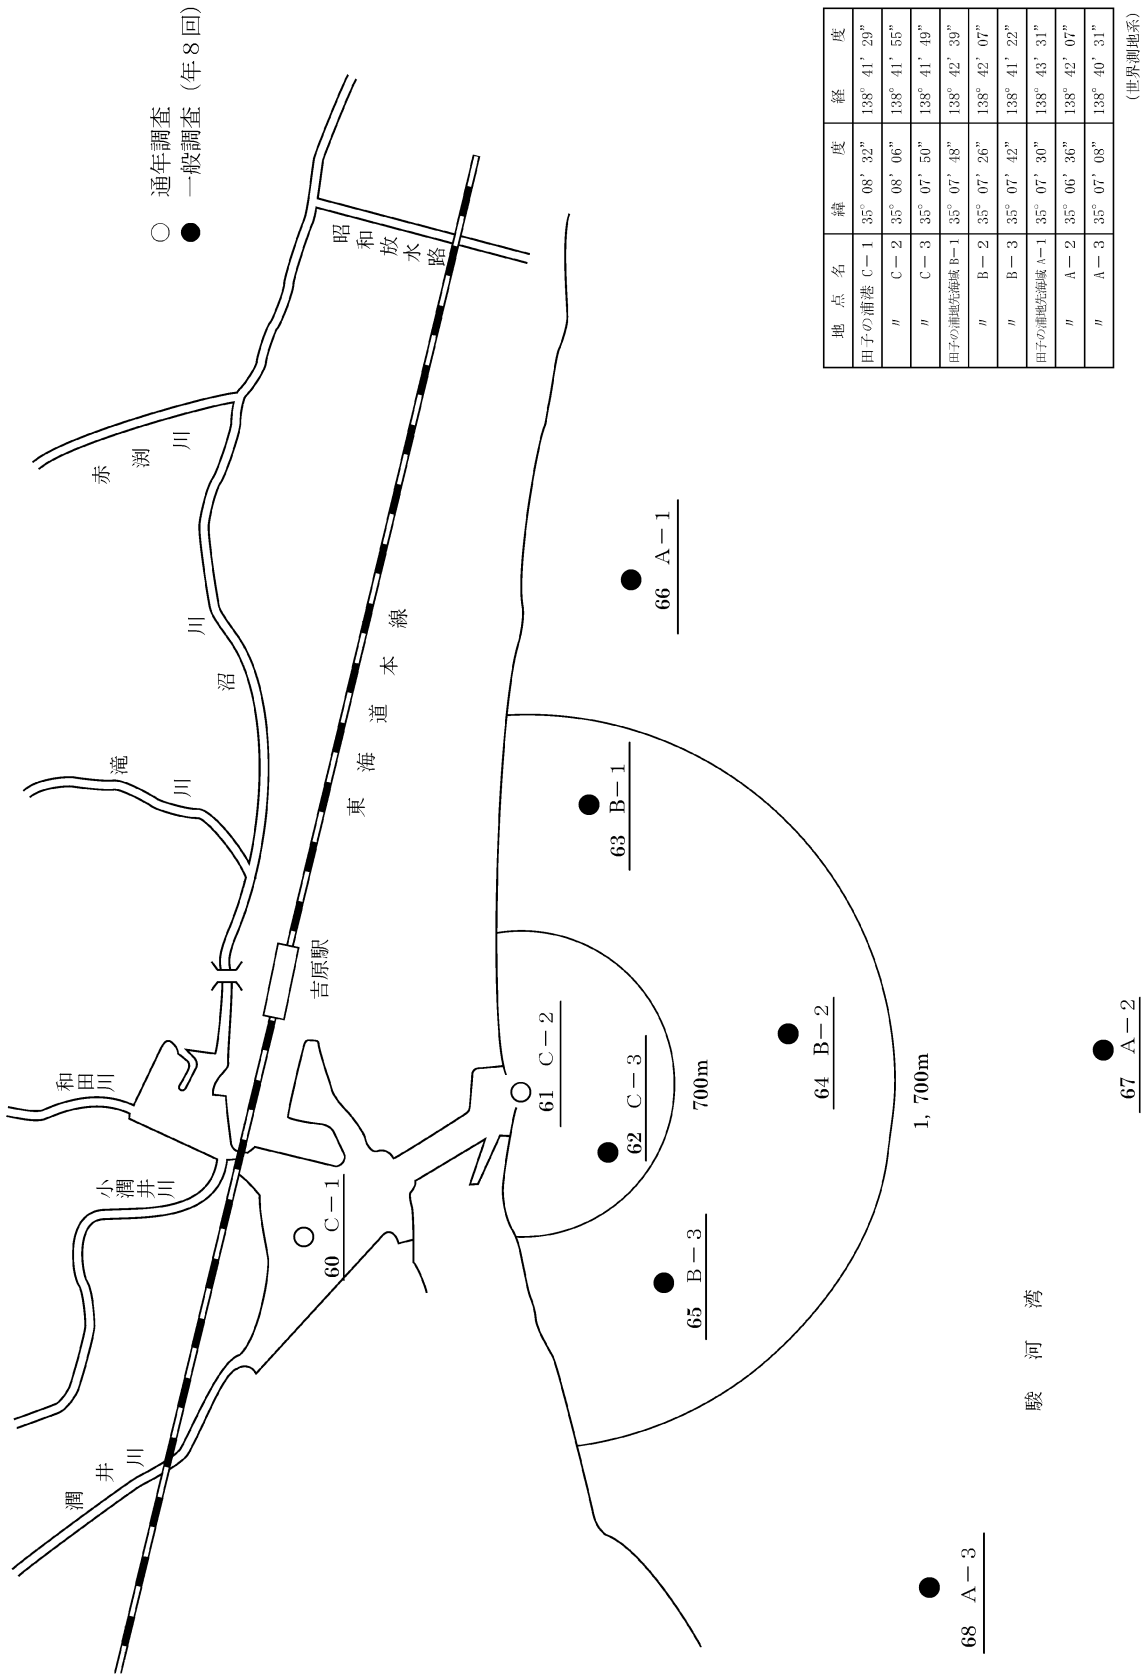 ○ 通年調査
● 一般調査 (年８回)
潤井川
小潤井川
和田川
滝川
沼川
赤渕川
昭和放水路
東海道本線
吉原駅
60 C－1
61 C－2
62 C－3
63 B－1
64 B－2
65 B－3
66 A－1
67 A－2
68 A－3
700m
1, 700m
駿河湾
地点名 緯度 経度
田子の浦港 C－1 35° 08’ 32” 138° 41’ 29”
〃 C－2 35° 08’ 06” 138° 41’ 55”
〃 C－3 35° 07’ 50” 138° 41’ 49”
田子の浦地先海域 B－1 35° 07’ 48” 138° 42’ 39”
〃 B－2 35° 07’ 26” 138° 42’ 07”
〃 B－3 35° 07’ 42” 138° 41’ 22”
田子の浦地先海域 A－1 35° 07’ 30” 138° 43’ 31”
〃 A－2 35° 06’ 36” 138° 42’ 07”
〃 A－3 35° 07’ 08” 138° 40’ 31”
(世界測地系)